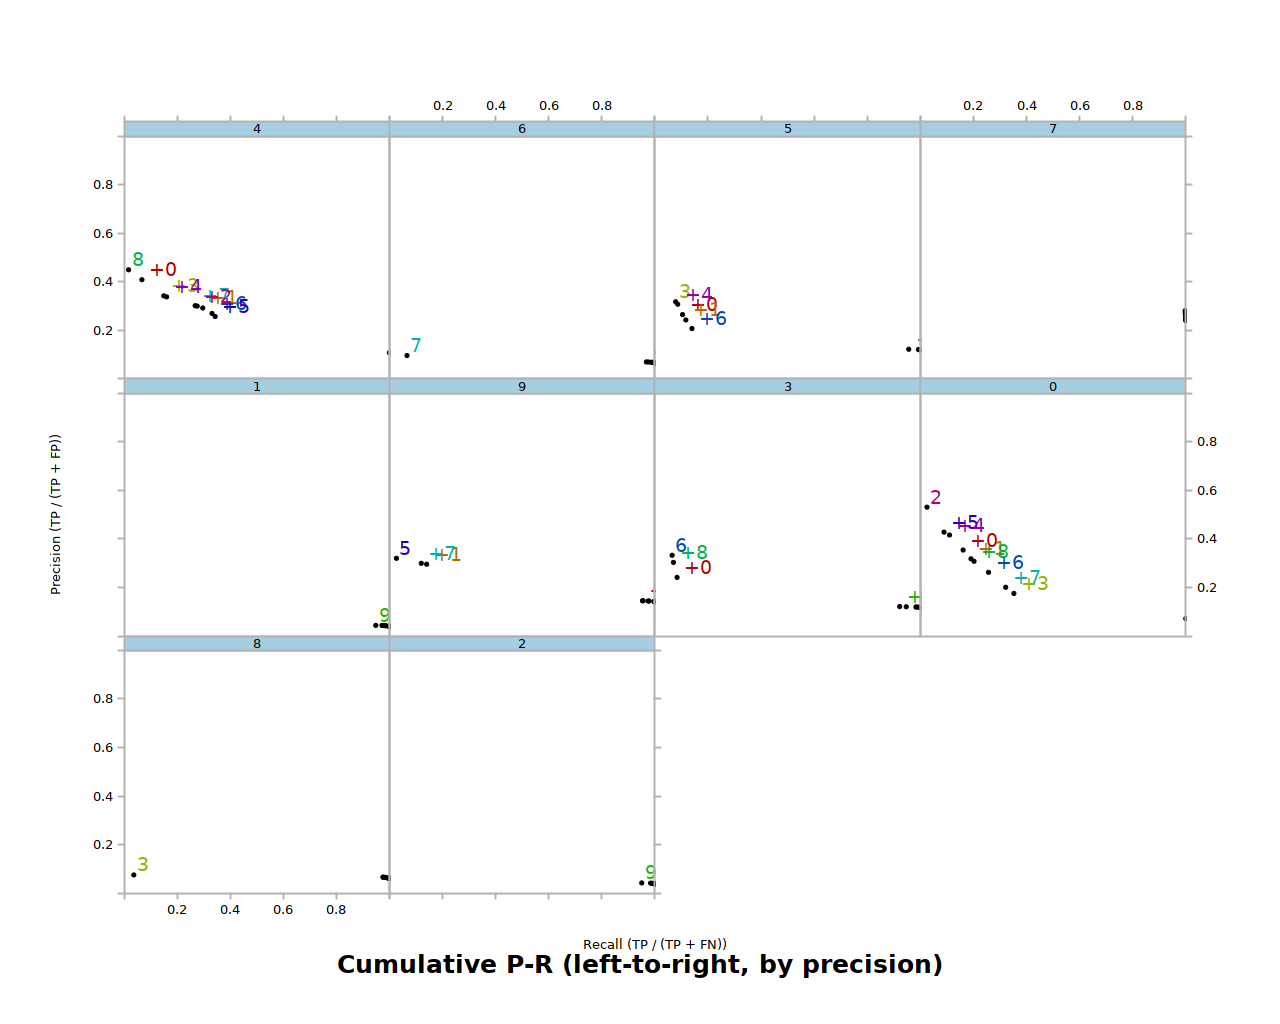 0.2 0.4 0.6 0.8 0.2 0.4 0.6 0.8
4 6 5 7
0.8
0.6
0.4
0.2
8 +0 +3 +4 +7 +2 +1 +6 +5
7
3 +4 +0 +1 +6
1 9 3 0
Precision (TP / (TP + FP))
0.8
0.6
0.4
0.2
9
5 +7 +1
6 +8 +0
+
2 +5 +4 +0 +1 +8 +6 +7 +3
8 2
0.8
0.6
0.4
0.2
3
9
0.2 0.4 0.6 0.8
Recall (TP / (TP + FN))
Cumulative P-R (left-to-right, by precision)